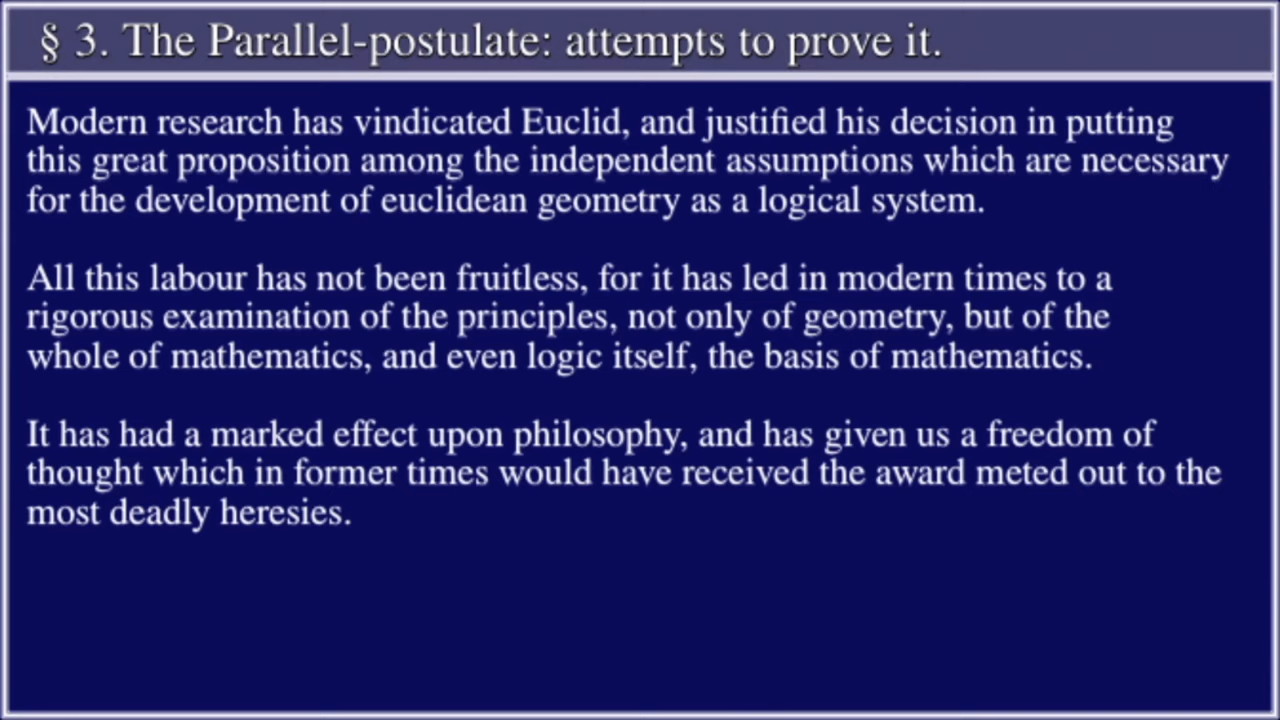 § 3. The Parallel-postulate: attempts to prove it.
Modern research has vindicated Euclid, and justified his decision in putting
this great proposition among the independent assumptions which are necessary
for the development of euclidean geometry as a logical system.
All this labour has not been fruitless, for it has led in modern times to a
rigorous examination of the principles, not only of geometry, but of the
whole of mathematics, and even logic itself, the basis of mathematics.
It has had a marked effect upon philosophy, and has given us a freedom of
thought which in former times would have received the award meted out to the
most deadly heresies.